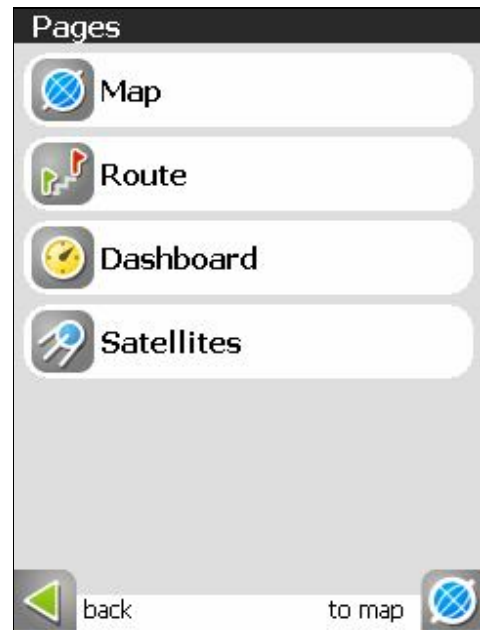 Pages
Map
Route
Dashboard
Satellites
back to map